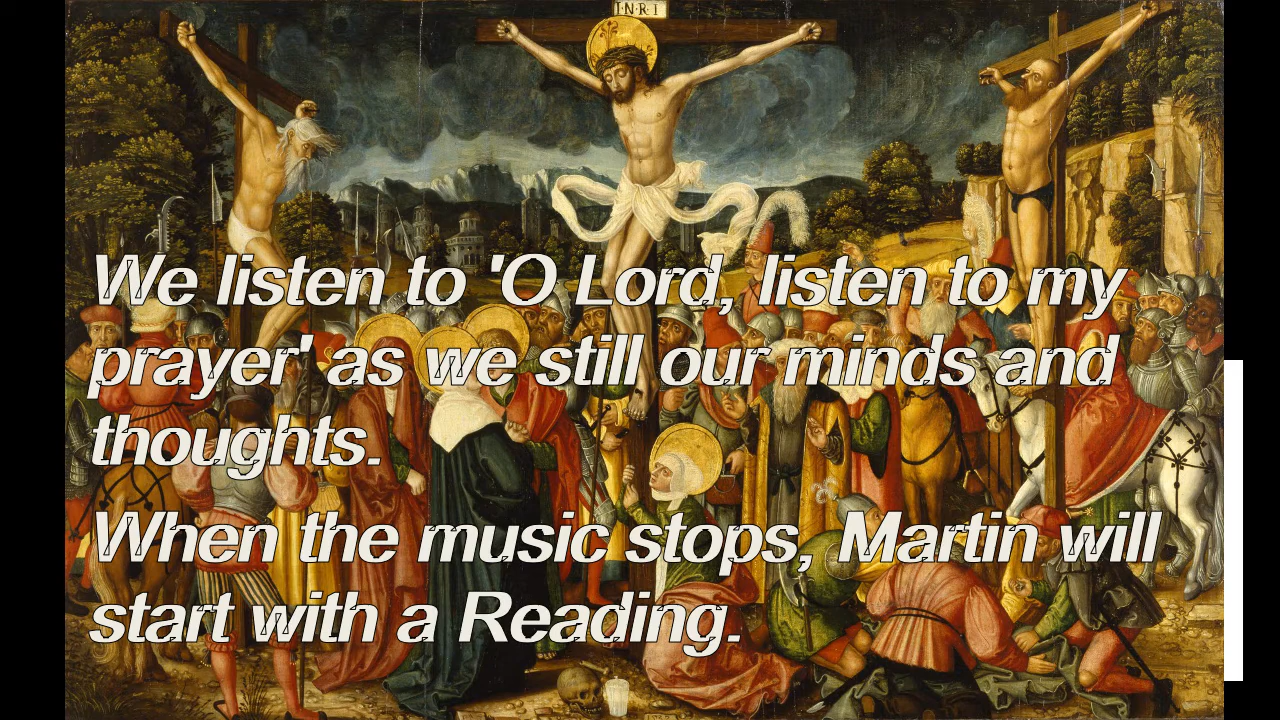 I·N·R·I
We listen to 'O Lord, listen to my
prayer' as we still our minds and
thoughts.
When the music stops, Martin will
start with a Reading.